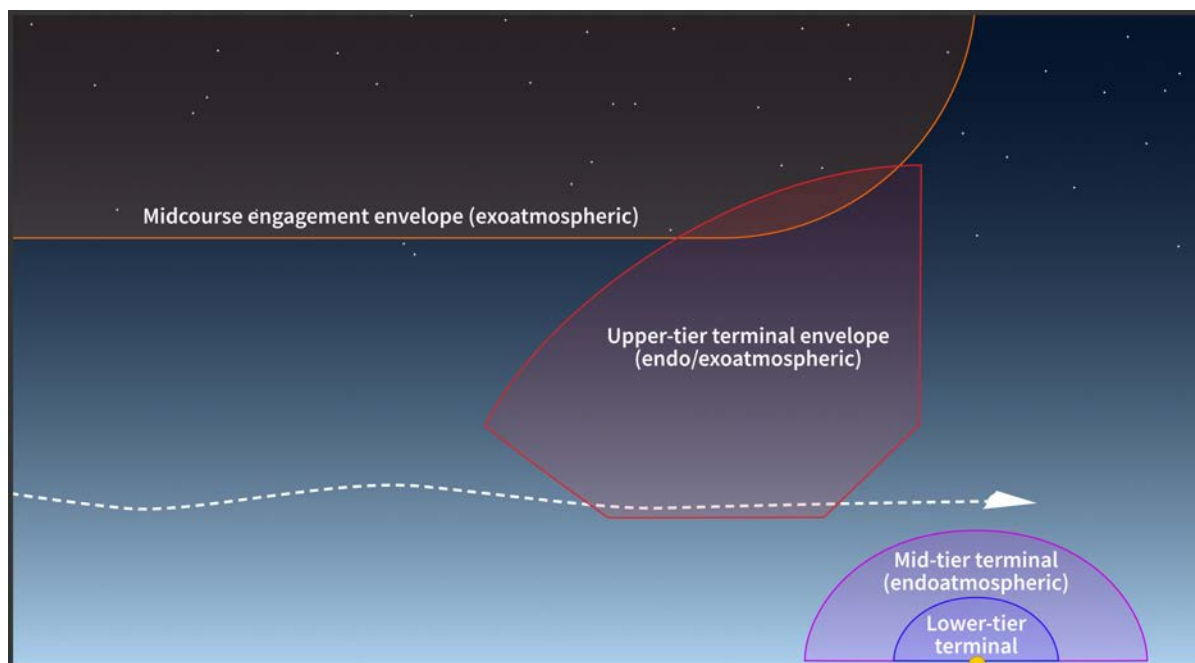 Midcourse engagement envelope (exoatmospheric)
Upper-tier terminal envelope
(endo/exoatmospheric)
Mid-tier terminal
(endoatmospheric)
Lower-tier
terminal